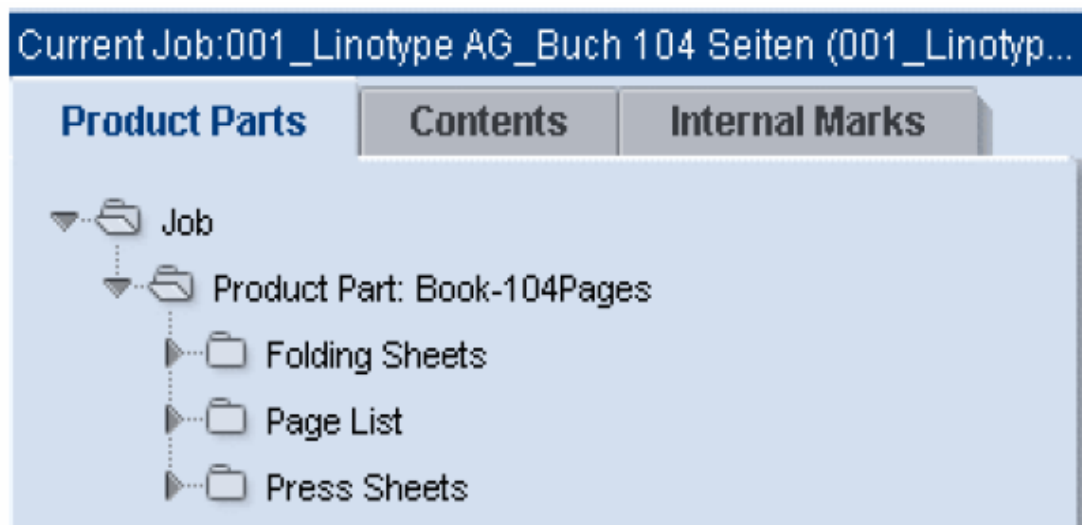 Current Job:001_Linotype AG_Buch 104 Seiten (001_Linotyp...
Product Parts Contents Internal Marks
Job
Product Part: Book-104Pages
Folding Sheets
Page List
Press Sheets